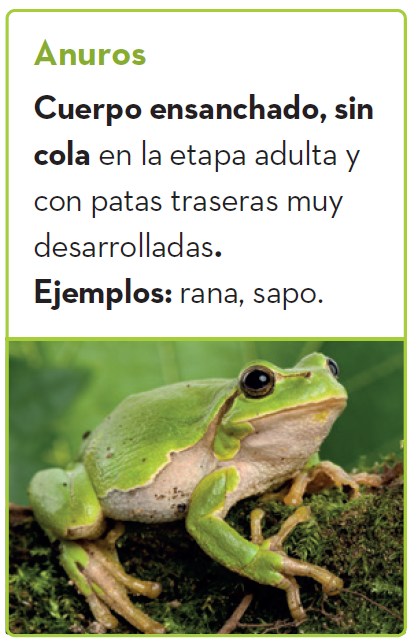 Anuros
Cuerpo ensanchado, sin
cola en la etapa adulta y
con patas traseras muy
desarrolladas.
Ejemplos: rana, sapo.